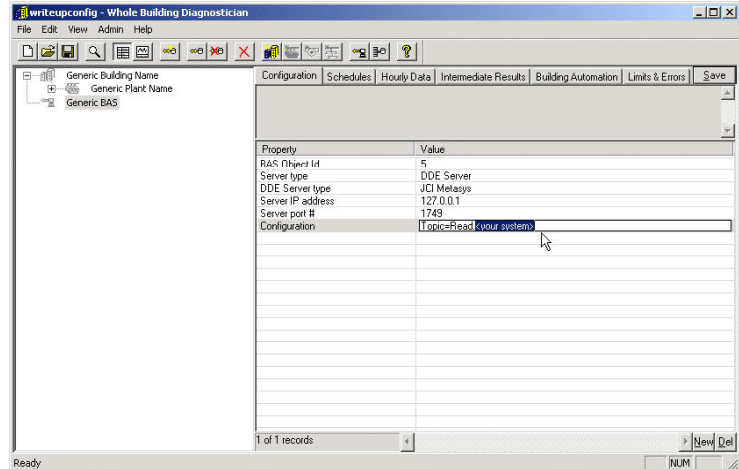 writeupconfig - Whole Building Diagnostician
File Edit View Admin Help
Generic Building Name
Generic Plant Name
Generic BAS
Configuration Schedules Hourly Data Intermediate Results Building Automation Limits & Errors Save
Property Value
BAS Object Id 5
Server type DDE Server
DDE Server type JCI Metasys
Server IP address 127.0.0.1
Server port # 1749
Configuration Topic=Read,<your system>
1 of 1 records New Del
Ready NUM